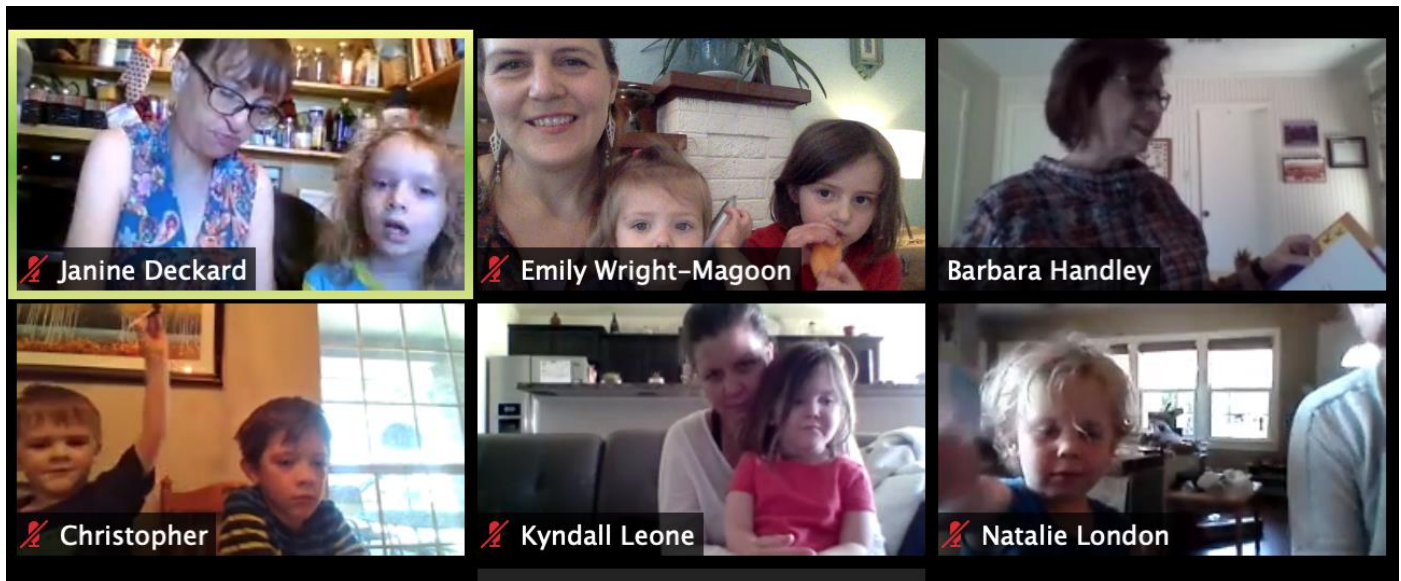 Janine Deckard
Emily Wright-Magoon
Barbara Handley
Christopher
Kyndall Leone
Natalie London